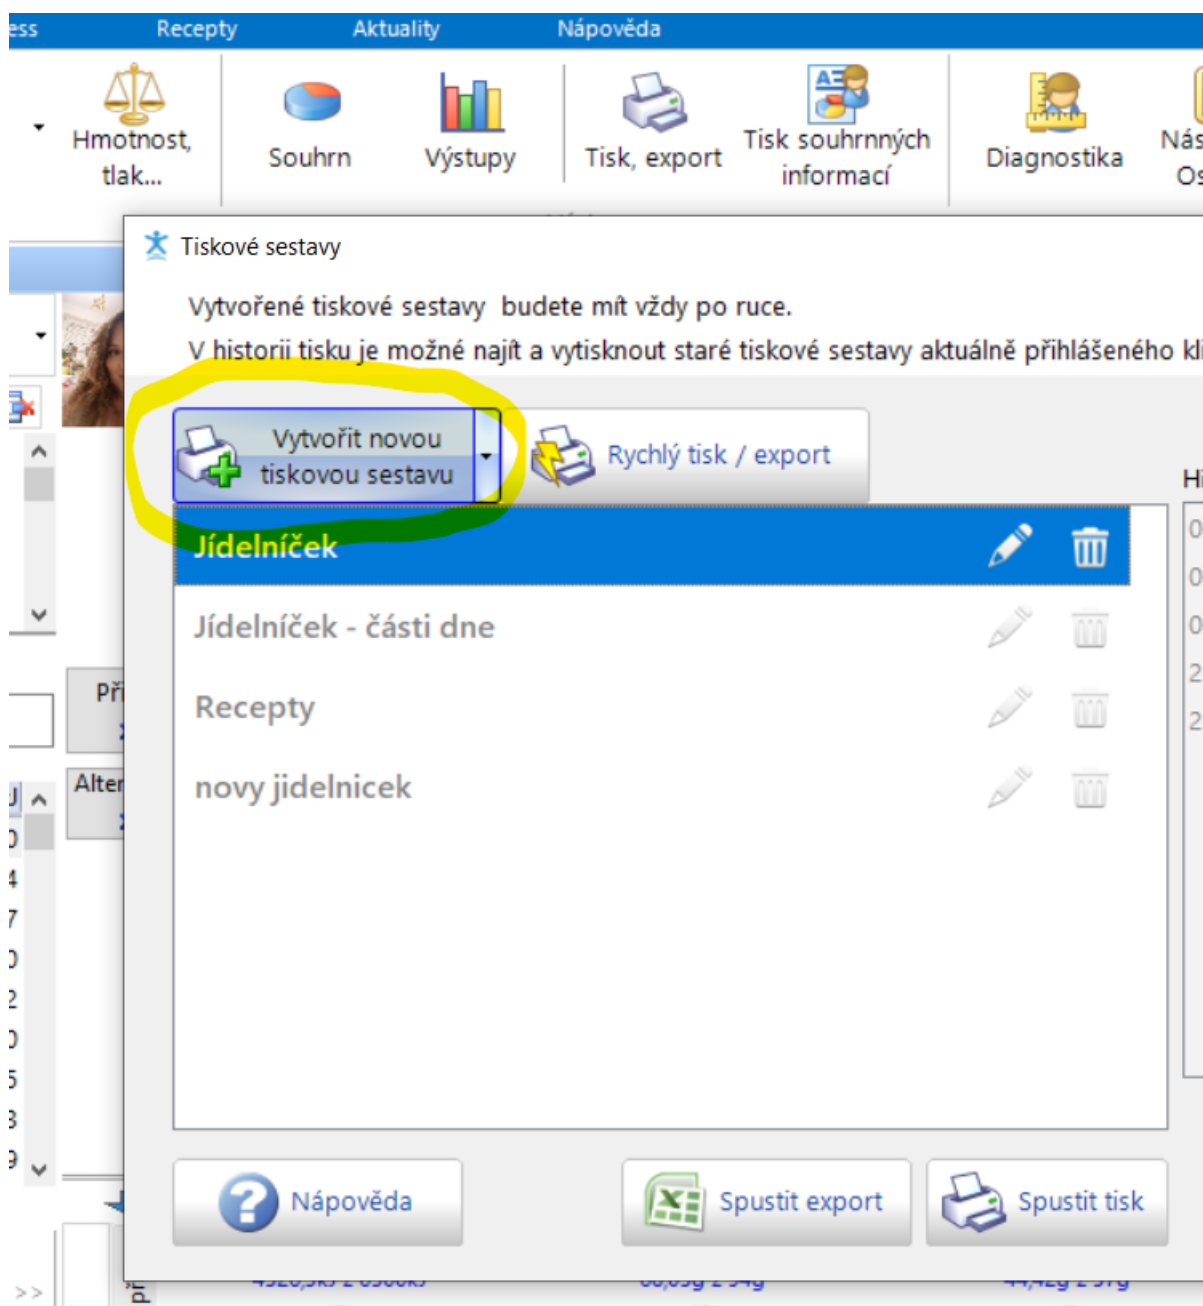 Recepty
Aktuality
Nápověda
Hmotnost,
tlak...
Souhrn
Výstupy
Tisk, export
Tisk souhrnných
informací
Diagnostika
Tiskové sestavy
Vytvořené tiskové sestavy budete mít vždy po ruce.
V historii tisku je možné najít a vytisknout staré tiskové sestavy aktuálně přihlášeného
Vytvořit novou
tiskovou sestavu
Rychlý tisk / export
Jídelníček
Jídelníček - části dne
Recepty
novy jidelnicek
Nápověda
Spustit export
Spustit tisk
>>